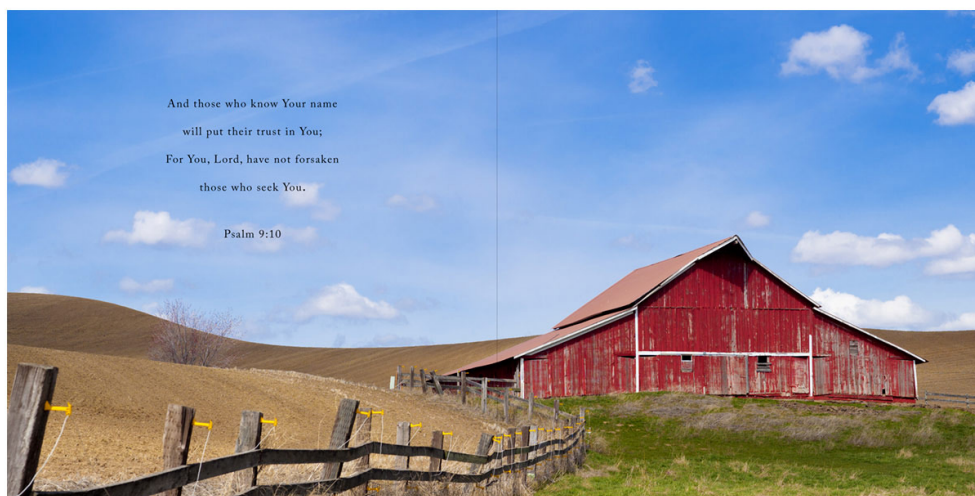 And those who know Your name
will put their trust in You;
For You, Lord, have not forsaken
those who seek You.
Psalm 9:10